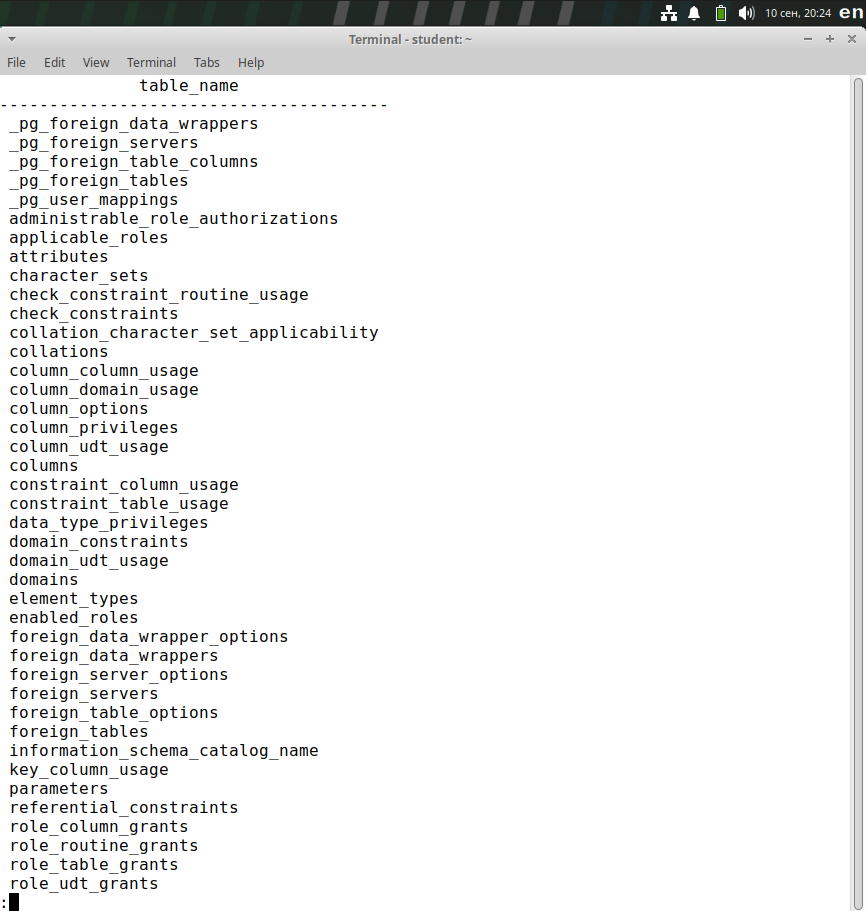 10 сен, 20:24 en
Terminal - student: ~
File Edit View Terminal Tabs Help
table_name
---------------------------------------
_pg_foreign_data_wrappers
_pg_foreign_servers
_pg_foreign_table_columns
_pg_foreign_tables
_pg_user_mappings
administrable_role_authorizations
applicable_roles
attributes
character_sets
check_constraint_routine_usage
check_constraints
collation_character_set_applicability
collations
column_column_usage
column_domain_usage
column_options
column_privileges
column_udt_usage
columns
constraint_column_usage
constraint_table_usage
data_type_privileges
domain_constraints
domain_udt_usage
domains
element_types
enabled_roles
foreign_data_wrapper_options
foreign_data_wrappers
foreign_server_options
foreign_servers
foreign_table_options
foreign_tables
information_schema_catalog_name
key_column_usage
parameters
referential_constraints
role_column_grants
role_routine_grants
role_table_grants
role_udt_grants
: